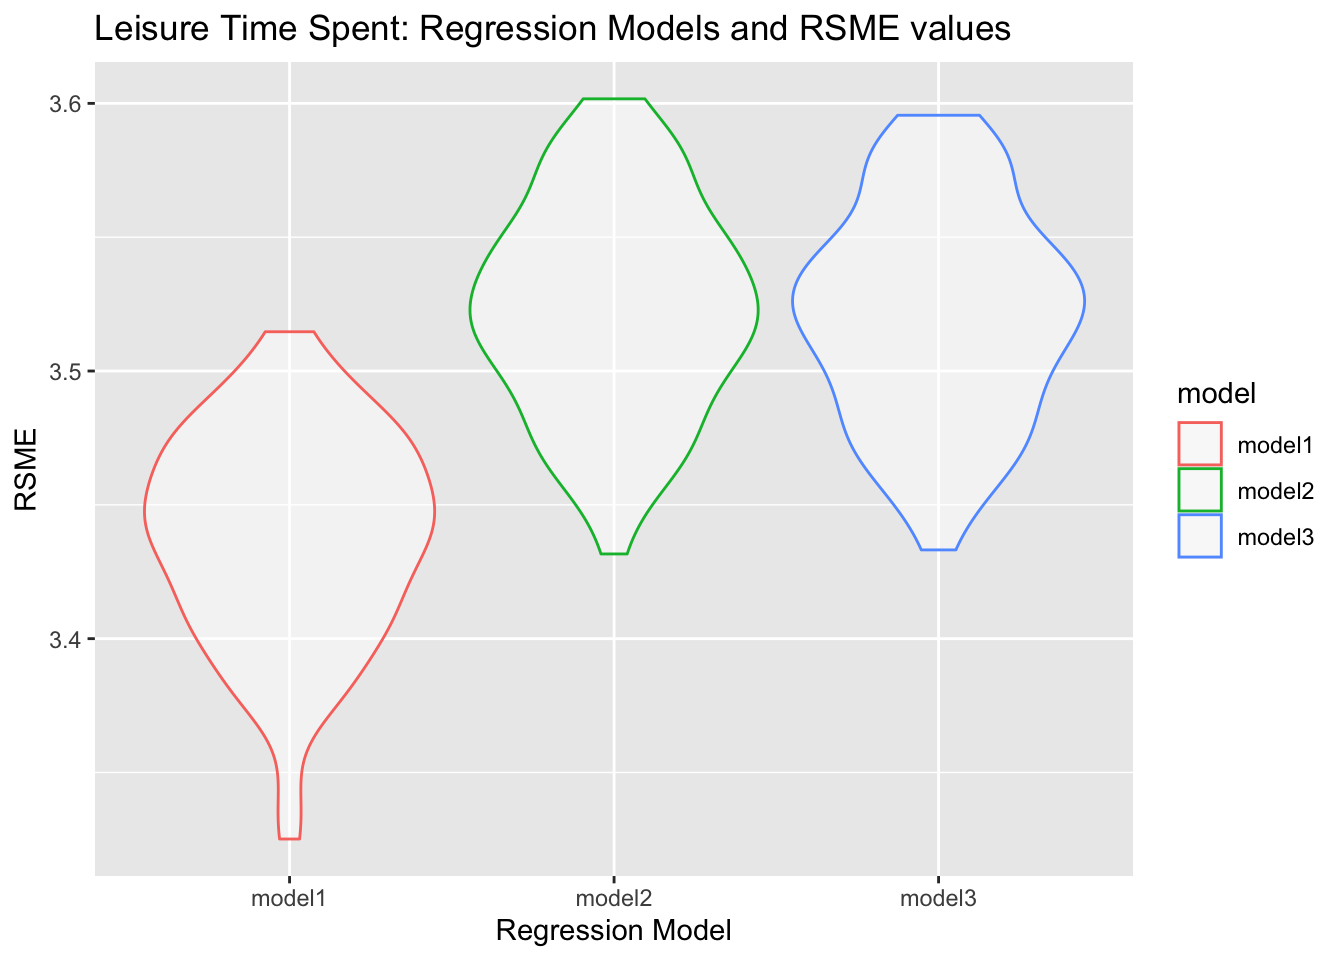 Leisure Time Spent: Regression Models and RSME values
3.6
3.5
3.4
RSME
model1
model2
model3
Regression Model
model
model1
model2
model3